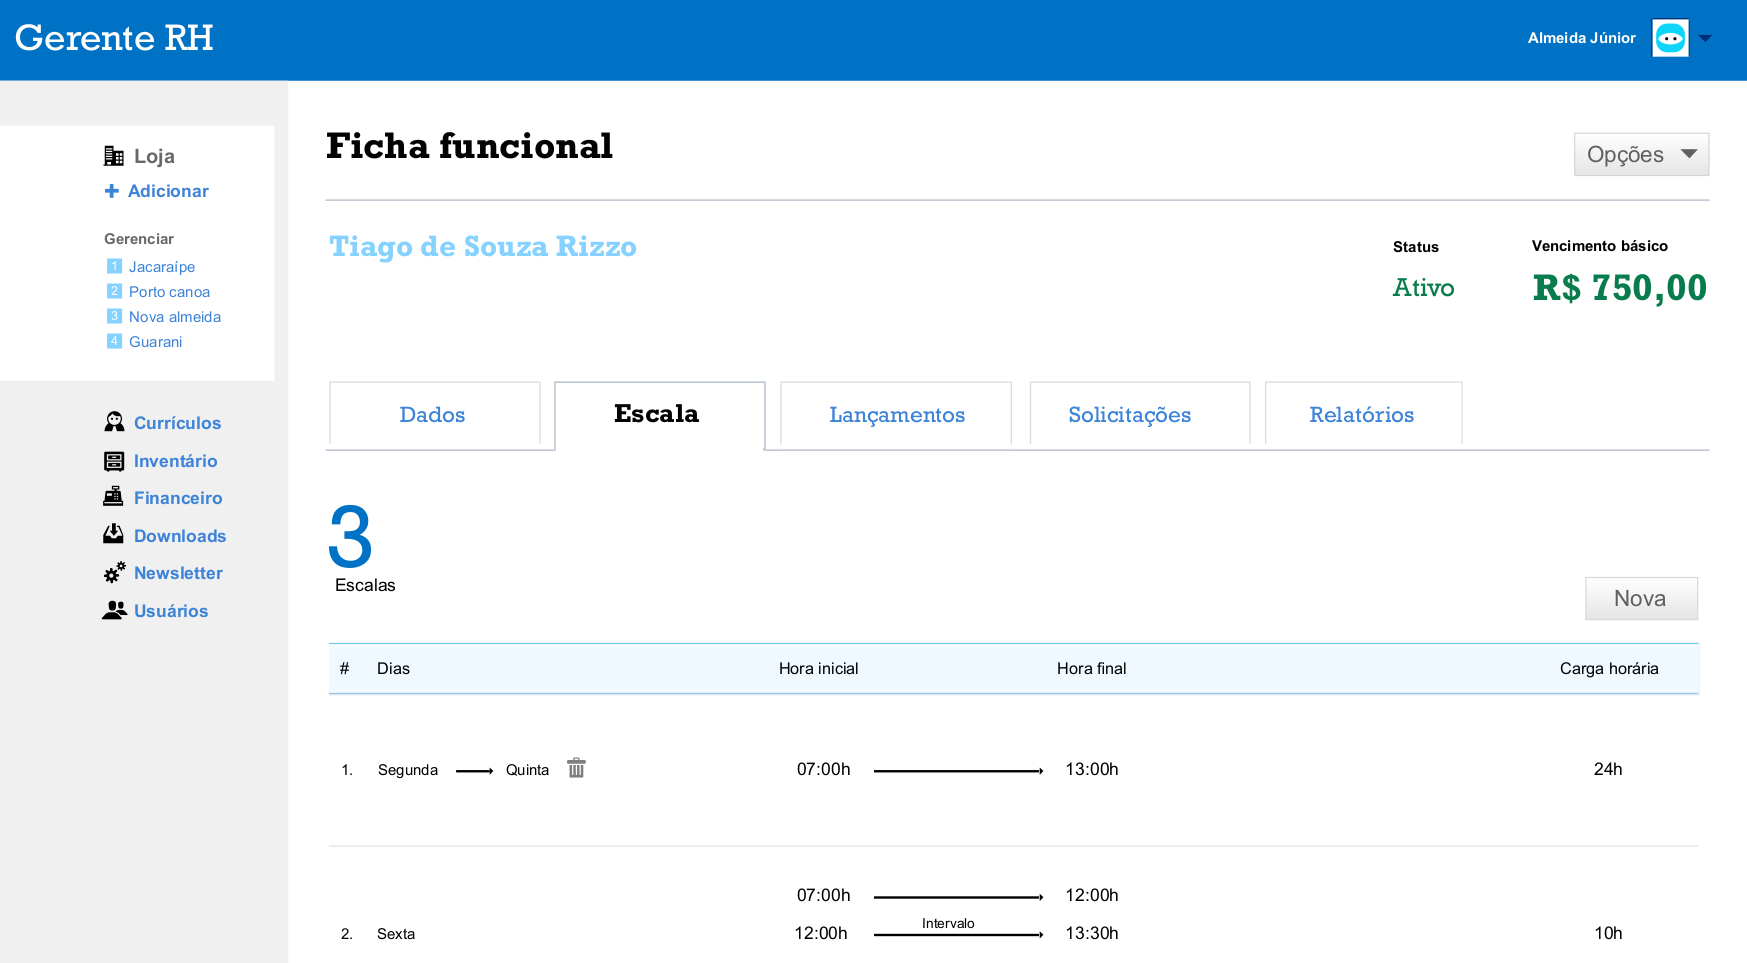 Gerente RH
Almeida Júnior
Loja
Adicionar
Gerenciar
1 Jacaraípe
2 Porto canoa
3 Nova almeida
4 Guarani
Currículos
Inventário
Financeiro
Downloads
Newsletter
Usuários
Ficha funcional
Opções
Tiago de Souza Rizzo
Status
Ativo
Vencimento básico
R$ 750,00
Dados
Escala
Lançamentos
Solicitações
Relatórios
3
Escalas
Nova
# Dias Hora inicial Hora final Carga horária
1. Segunda Quinta 07:00h 13:00h 24h
07:00h 12:00h
Intervalo
2. Sexta 12:00h 13:30h 10h